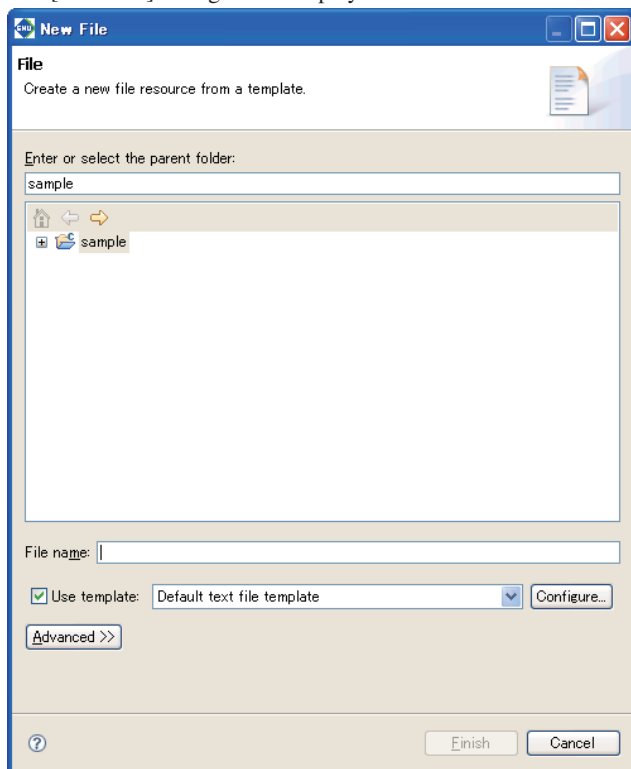 New File
File
Create a new file resource from a template.
Enter or select the parent folder:
sample
sample
File name:
Use template: Default text file template Configure...
Advanced >>
Finish Cancel